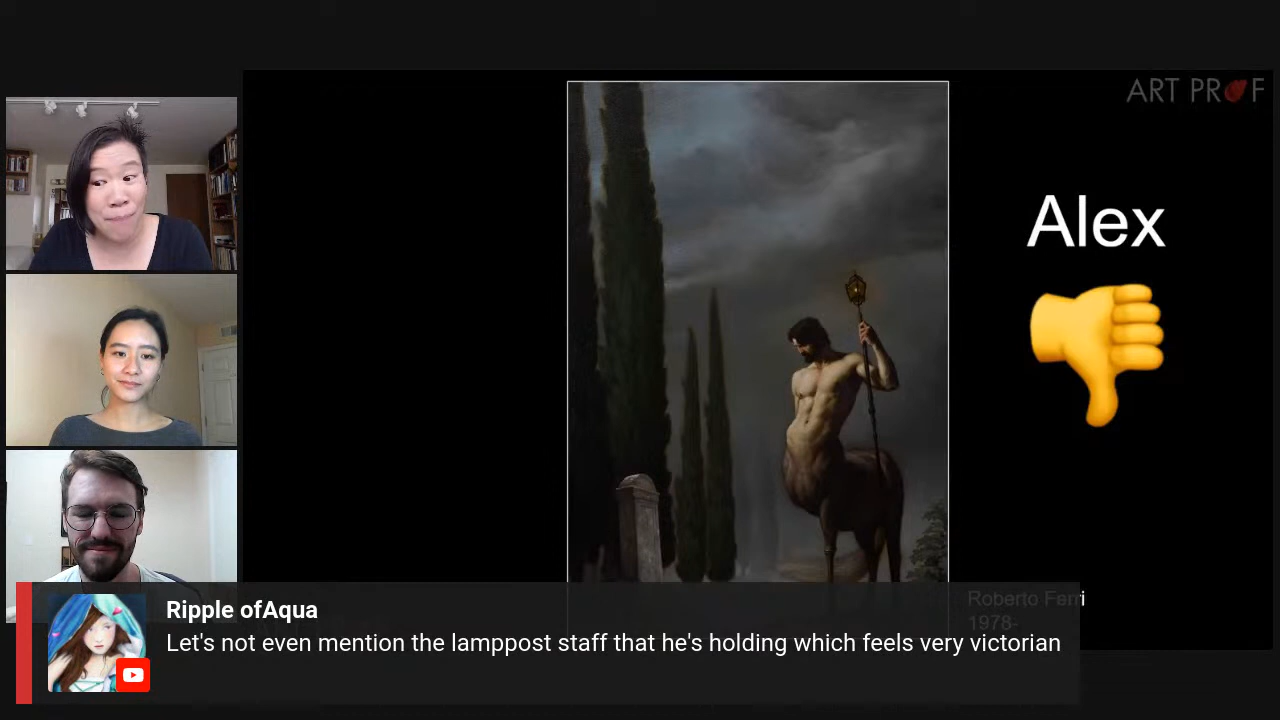 ART PROF
Alex
Roberto Ferri
1978-
Ripple ofAqua
Let's not even mention the lamppost staff that he's holding which feels very victorian